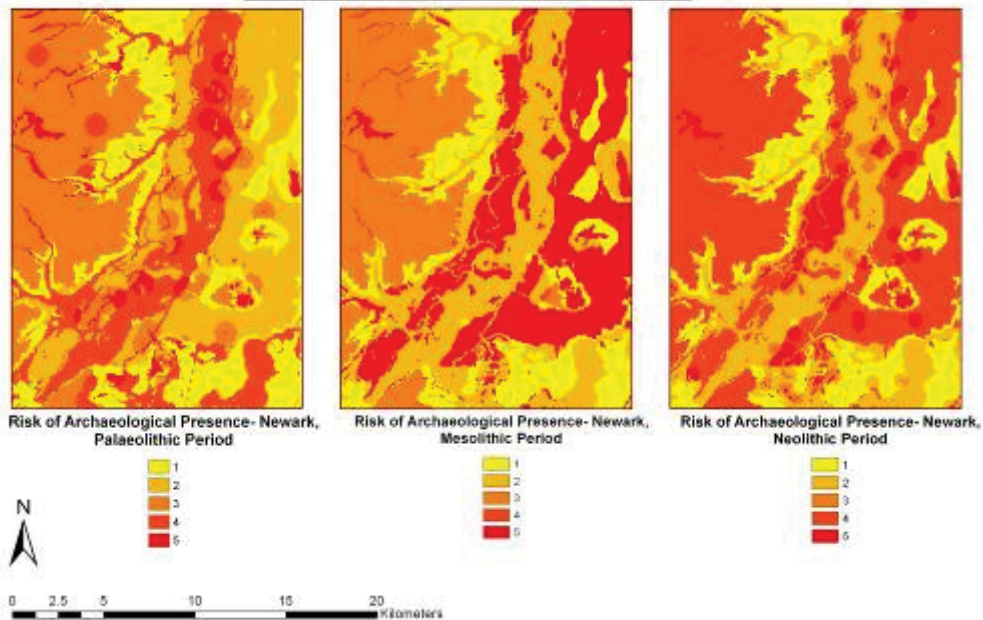 Risk of Archaeological Presence- Newark,
Palaeolithic Period
1
2
3
4
5
Risk of Archaeological Presence- Newark,
Mesolithic Period
1
2
3
4
5
Risk of Archaeological Presence- Newark,
Neolithic Period
1
2
3
4
5
N
0 2.5 5 10 15 20
Kilometers